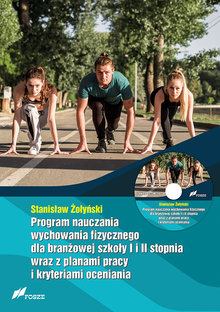 Stanisław Żołyński
Program nauczania
wychowania fizycznego
dla branżowej szkoły I i II stopnia
wraz z planami pracy
i kryteriami oceniania
FOSZE
Stanisław Żołyński
Program nauczania wychowania fizycznego
dla branżowej szkoły I i II stopnia
wraz z planami pracy
i kryteriami oceniania
FOSZE